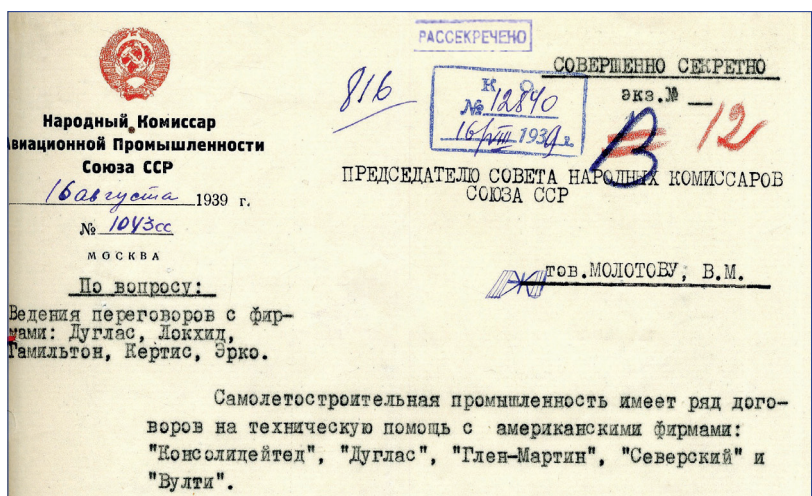 РАССЕКРЕЧЕНО
СОВЕРШЕННО СЕКРЕТНО
экз.№
816
К.О.
№ 12840
16/VIII 1939 г.
В
12
Народный Комиссар
Авиационной Промышленности
Союза ССР
16 августа 1939 г.
№ 1043сс
МОСКВА
ПРЕДСЕДАТЕЛЮ СОВЕТА НАРОДНЫХ КОМИССАРОВ
СОЮЗА ССР
тов.МОЛОТОВУ, В.М.
По вопросу:
Ведения переговоров с фир-
мами: Дуглас, Локхид,
Гамильтон, Кертис, Эрко.
Самолетостроительная промышленность имеет ряд дого-
воров на техническую помощь с американскими фирмами:
"Консолидейтед", "Дуглас", "Глен-Мартин", "Северский" и
"Вулти".